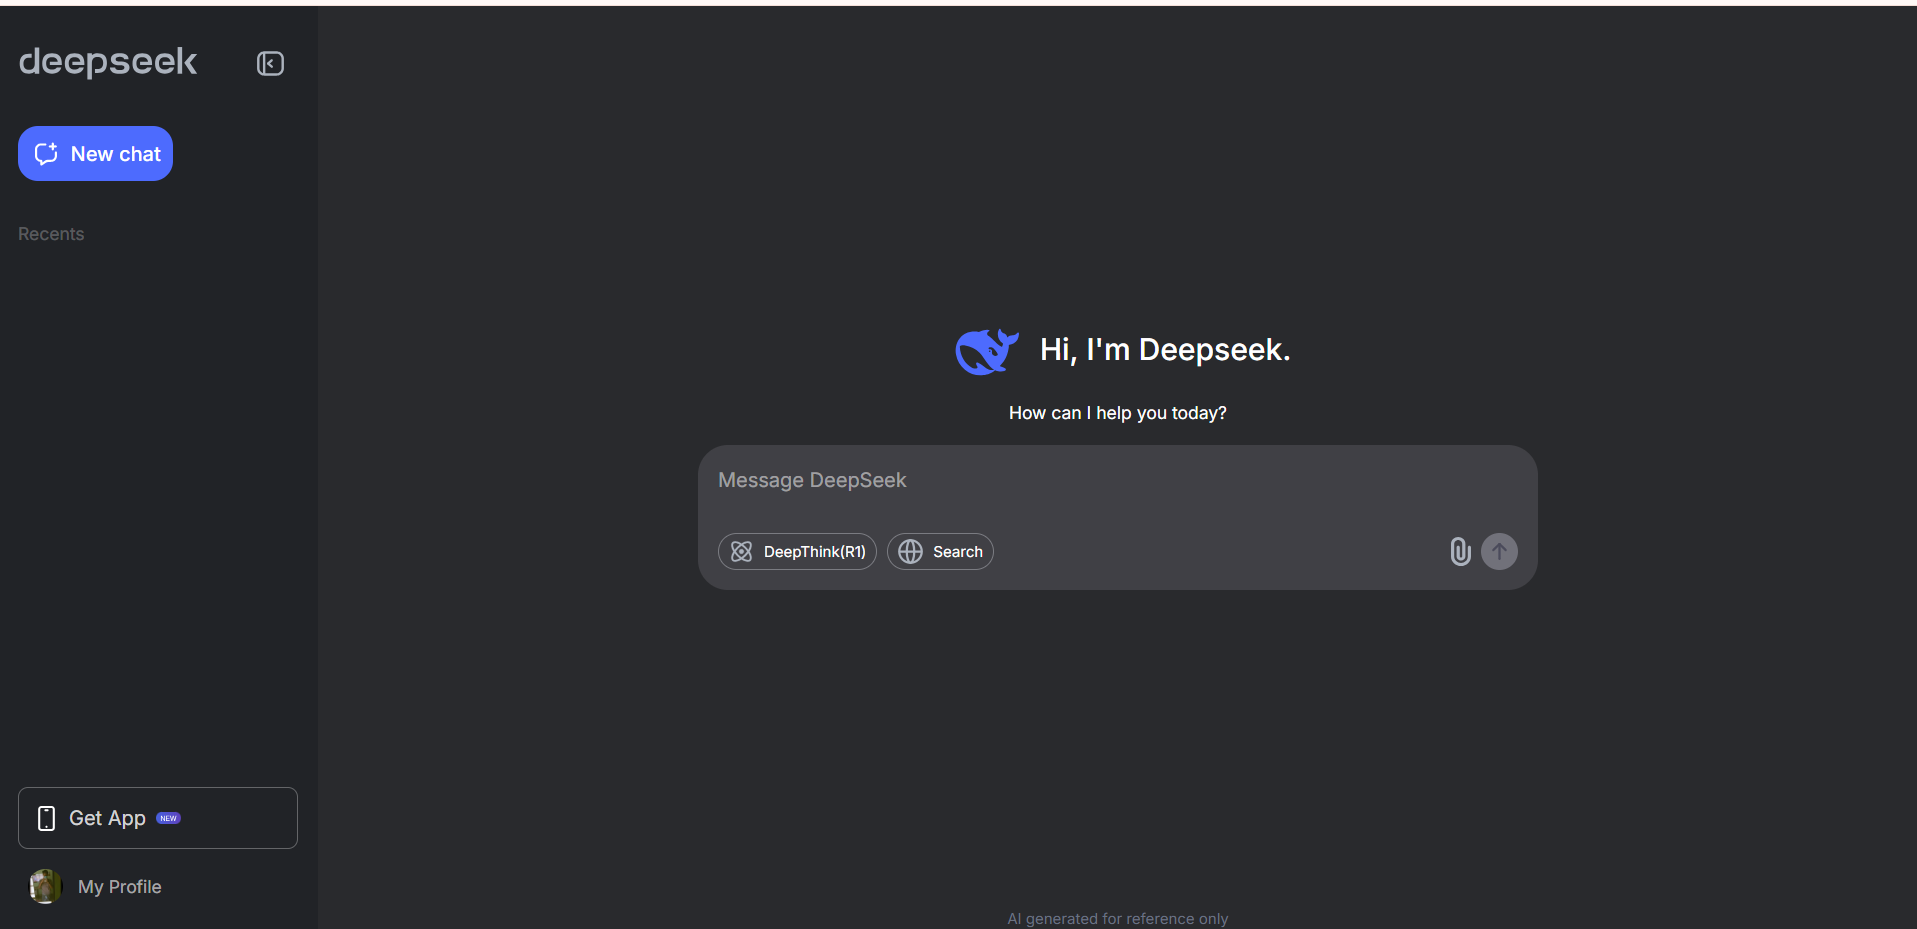 deepseek
New chat
Recents
Hi, I'm Deepseek.
How can I help you today?
Message DeepSeek
DeepThink(R1)
Search
Get App NEW
My Profile
AI generated for reference only